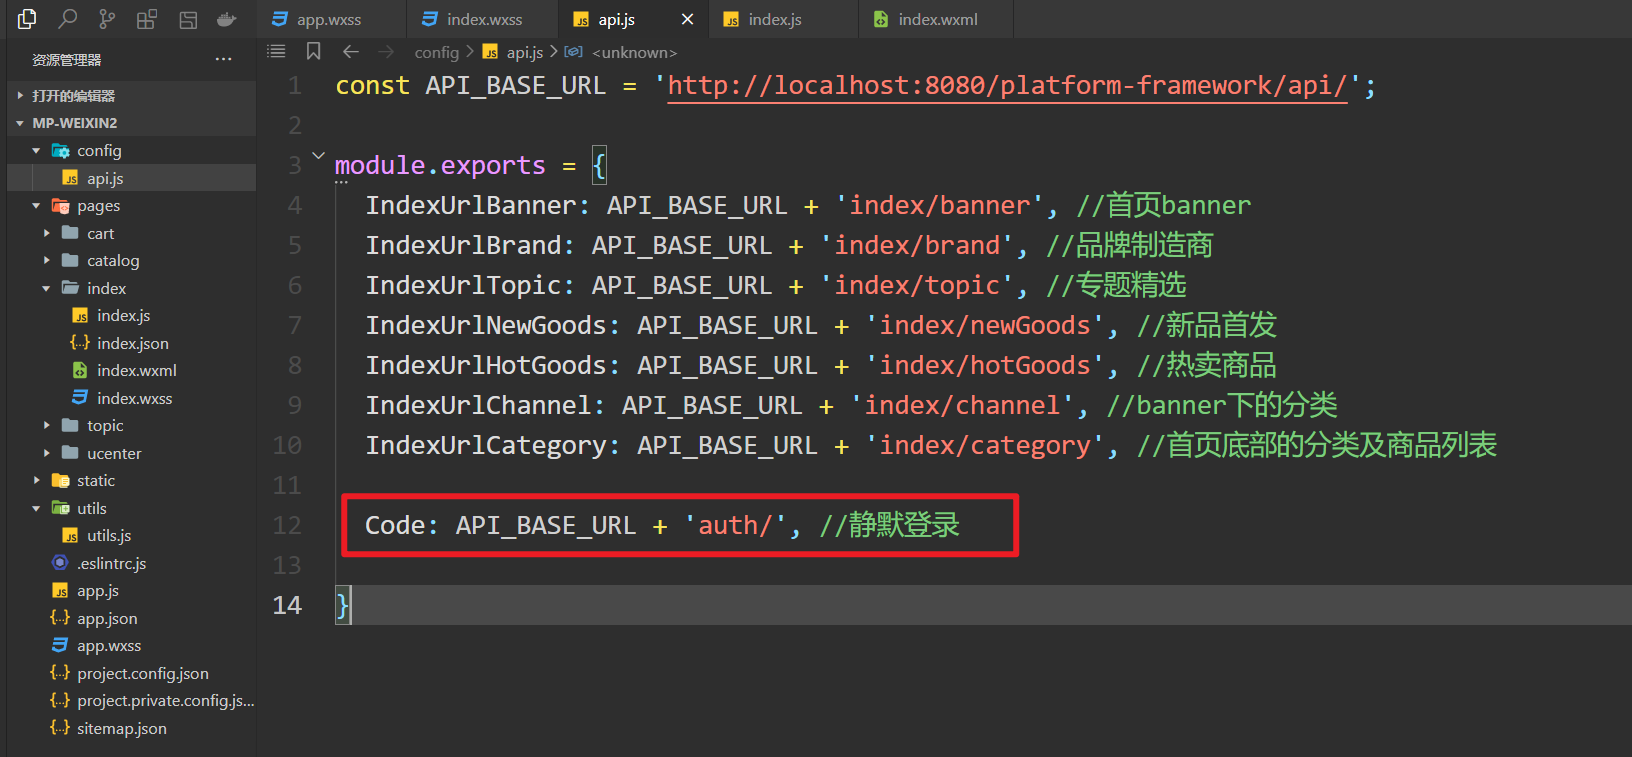 app.wxss
index.wxss
api.js
index.js
index.wxml
资源管理器
config > api.js > <unknown>
打开的编辑器
MP-WEIXIN2
config
api.js
pages
cart
catalog
index
index.js
index.json
index.wxml
index.wxss
topic
ucenter
static
utils
utils.js
.eslintrc.js
app.js
app.json
app.wxss
project.config.json
project.private.config.js...
sitemap.json
1 const API_BASE_URL = 'http://localhost:8080/platform-framework/api/';
2
3 module.exports = {
4 IndexUrlBanner: API_BASE_URL + 'index/banner', //首页banner
5 IndexUrlBrand: API_BASE_URL + 'index/brand', //品牌制造商
6 IndexUrlTopic: API_BASE_URL + 'index/topic', //专题精选
7 IndexUrlNewGoods: API_BASE_URL + 'index/newGoods', //新品首发
8 IndexUrlHotGoods: API_BASE_URL + 'index/hotGoods', //热卖商品
9 IndexUrlChannel: API_BASE_URL + 'index/channel', //banner下的分类
10 IndexUrlCategory: API_BASE_URL + 'index/category', //首页底部的分类及商品列表
11
12 Code: API_BASE_URL + 'auth/', //静默登录
13
14 }